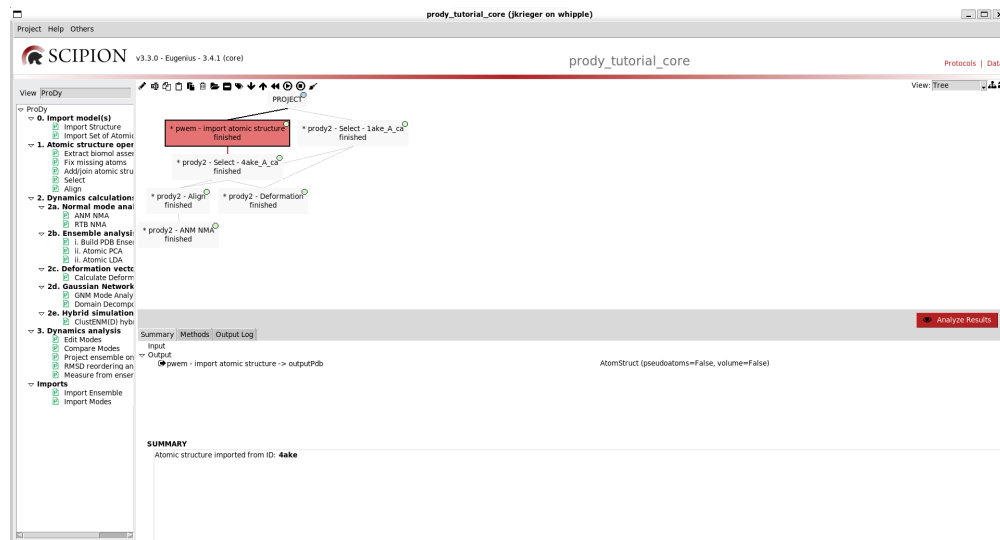 prody_tutorial_core (jkrieger on whipple)
Project Help Others
SCIPION v3.3.0 - Eugenius - 3.4.1 (core)
prody_tutorial_core
Protocols | Dat
View ProDy
View: Tree
ProDy
0. Import model(s)
Import Structure
Import Set of Atomic
1. Atomic structure oper
Extract biomol asser
Fix missing atoms
Add/join atomic stru
Select
Align
2. Dynamics calculation
2a. Normal mode ana
ANM NMA
RTB NMA
2b. Ensemble analysi
i. Build PDB Ense
ii. Atomic PCA
ii. Atomic LDA
2c. Deformation vect
Calculate Deform
2d. Gaussian Network
GNM Mode Analy
Domain Decompo
2e. Hybrid simulation
ClustENM(D) hyb
3. Dynamics analysis
Edit Modes
Compare Modes
Project ensemble on
RMSD reordering an
Measure from enser
Imports
Import Ensemble
Import Modes
PROJECT
* pwem - import atomic structure
finished
* prody2 - Select - 1ake_A_ca
finished
* prody2 - Select - 4ake_A_ca
finished
* prody2 - Align
finished
* prody2 - Deformation
finished
* prody2 - ANM NMA
finished
Analyze Results
Summary Methods Output Log
Input
Output
pwem - import atomic structure -> outputPdb
AtomStruct (pseudoatoms=False, volume=False)
SUMMARY
Atomic structure imported from ID: 4ake